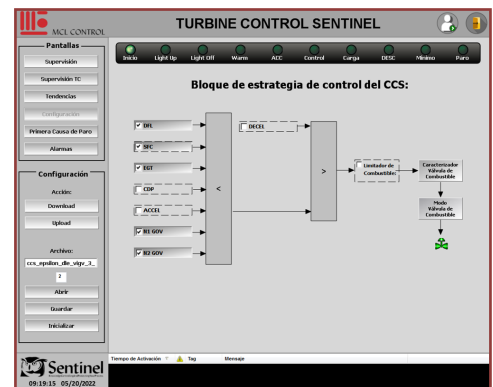 MCL CONTROL
TURBINE CONTROL SENTINEL
Pantallas
Supervisión
Supervisión TC
Tendencias
Configuración
Primera Causa de Paro
Alarmas
Inicio Light Up Light Off Warm ACC Control Carga DESC Mínimo Paro
Bloque de estrategia de control del CCS:
DFL
SFC
EGT
CDP
ACCEL
N1 GOV
N2 GOV
<
DECEL
>
Limitador de
Combustible:
Caracterizador
Válvula de
Combustible
Modo
Válvula de
Combustible
Configuración
Acción:
Download
Upload
Archivo:
ccs_epsilon_dle_vigv_3_
2
Abrir
Guardar
Inicializar
Sentinel
09:19:15 05/20/2022
Tiempo de Activación Tag Mensaje